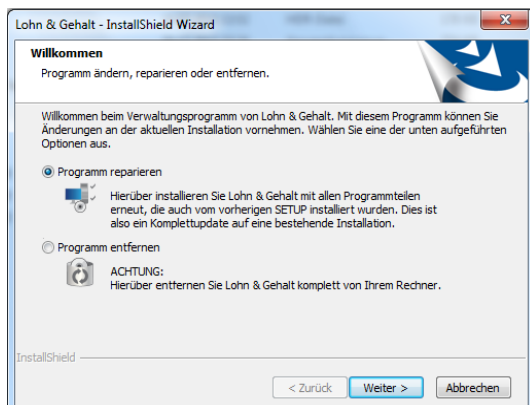 Lohn & Gehalt - InstallShield Wizard
Willkommen
Programm ändern, reparieren oder entfernen.
Willkommen beim Verwaltungsprogramm von Lohn & Gehalt. Mit diesem Programm können Sie
Änderungen an der aktuellen Installation vornehmen. Wählen Sie eine der unten aufgeführten
Optionen aus.
Programm reparieren
Hierüber installieren Sie Lohn & Gehalt mit allen Programmteilen
erneut, die auch vom vorherigen SETUP installiert wurden. Dies ist
also ein Komplettupdate auf eine bestehende Installation.
Programm entfernen
ACHTUNG:
Hierüber entfernen Sie Lohn & Gehalt komplett von Ihrem Rechner.
InstallShield
< Zurück Weiter > Abbrechen